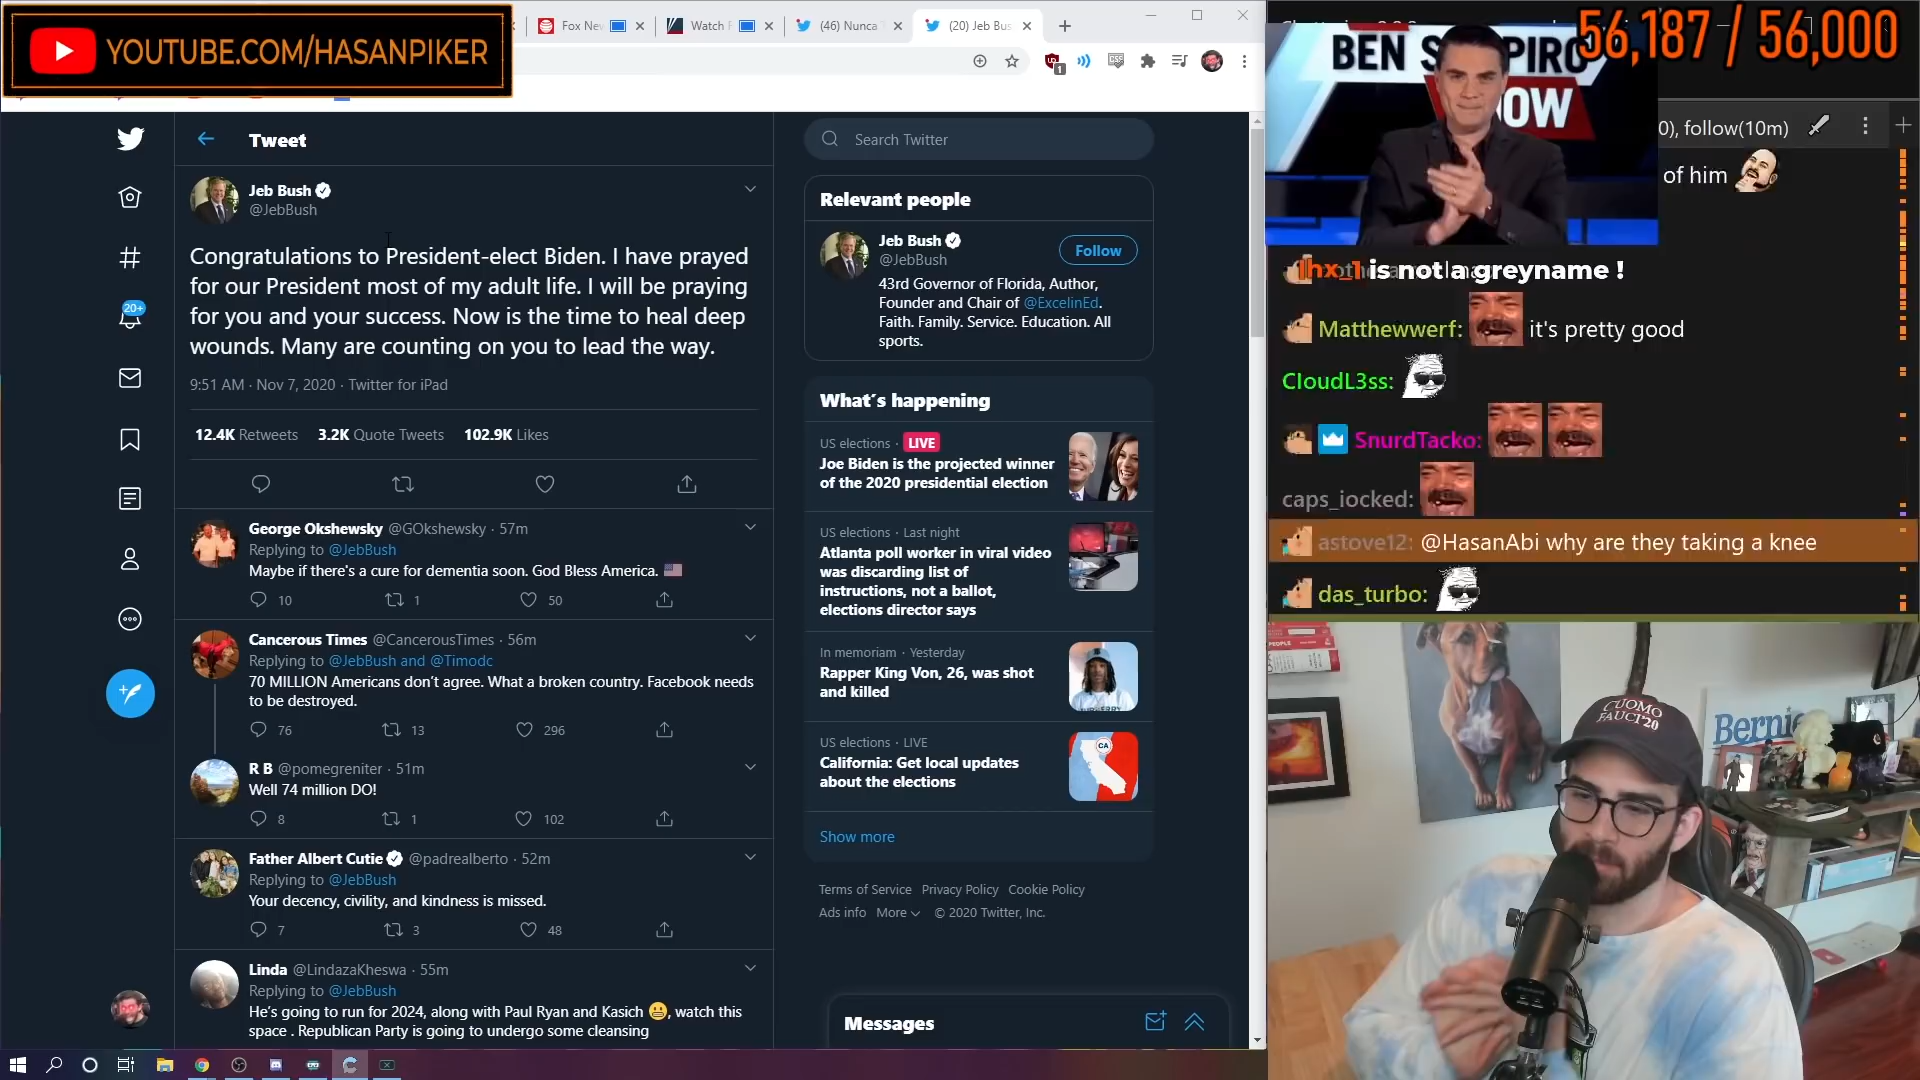 YOUTUBE.COM/HASANPIKER
Fox Nev
Watch
(46) Nunca
(20) Jeb Bus
Tweet
Jeb Bush
@JebBush
Congratulations to President-elect Biden. I have prayed
for our President most of my adult life. I will be praying
for you and your success. Now is the time to heal deep
wounds. Many are counting on you to lead the way.
9:51 AM · Nov 7, 2020 · Twitter for iPad
12.4K Retweets 3.2K Quote Tweets 102.9K Likes
20+
George Okshewsky @GOkshewsky · 57m
Replying to @JebBush
Maybe if there's a cure for dementia soon. God Bless America.
10 1 50
Cancerous Times @CancerousTimes · 56m
Replying to @JebBush and @Timodc
70 MILLION Americans don't agree. What a broken country. Facebook needs
to be destroyed.
76 13 296
R B @pomegreniter · 51m
Well 74 million DO!
8 1 102
Father Albert Cutie @padrealberto · 52m
Replying to @JebBush
Your decency, civility, and kindness is missed.
7 3 48
Linda @LindazaKheswa · 55m
Replying to @JebBush
He's going to run for 2024, along with Paul Ryan and Kasich , watch this
space . Republican Party is going to undergo some cleansing
Search Twitter
Relevant people
Jeb Bush
@JebBush
Follow
43rd Governor of Florida, Author,
Founder and Chair of @ExcelinEd.
Faith. Family. Service. Education. All
sports.
What's happening
US elections · LIVE
Joe Biden is the projected winner
of the 2020 presidential election
US elections · Last night
Atlanta poll worker in viral video
was discarding list of
instructions, not a ballot,
elections director says
In memoriam · Yesterday
Rapper King Von, 26, was shot
and killed
US elections · LIVE
California: Get local updates
about the elections
CA
Show more
Terms of Service Privacy Policy Cookie Policy
Ads info More © 2020 Twitter, Inc.
Messages
56,187 / 56,000
BEN SHAPIRO
0), follow(10m)
of him
is not a greyname !
Matthewwerf: it's pretty good
CloudL3ss:
SnurdTacko:
caps_iocked:
astove12: @HasanAbi why are they taking a knee
das_turbo:
CUOMO
FAUCI '20
Bernie